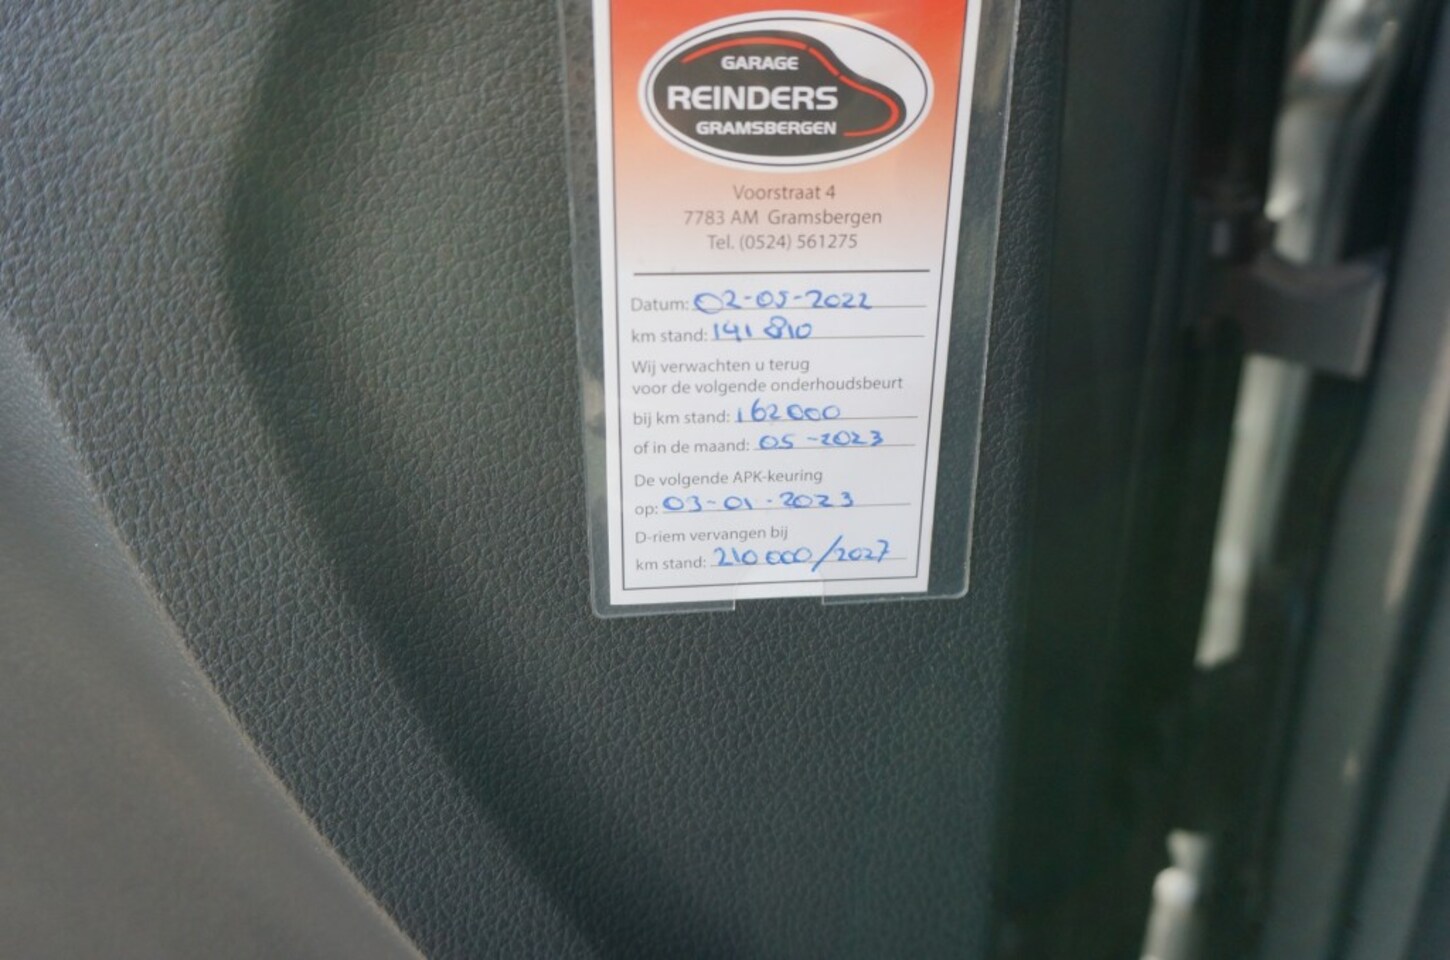 GARAGE
REINDERS
GRAMSBERGEN
Voorstraat 4
7783 AM Gramsbergen
Tel. (0524) 561275
Datum: 02-05-2022
km stand: 141 810
Wij verwachten u terug
voor de volgende onderhoudsbeurt
bij km stand: 162000
of in de maand: 05-2023
De volgende APK-keuring
op: 03-01-2023
D-riem vervangen bij
km stand: 210 000/2027